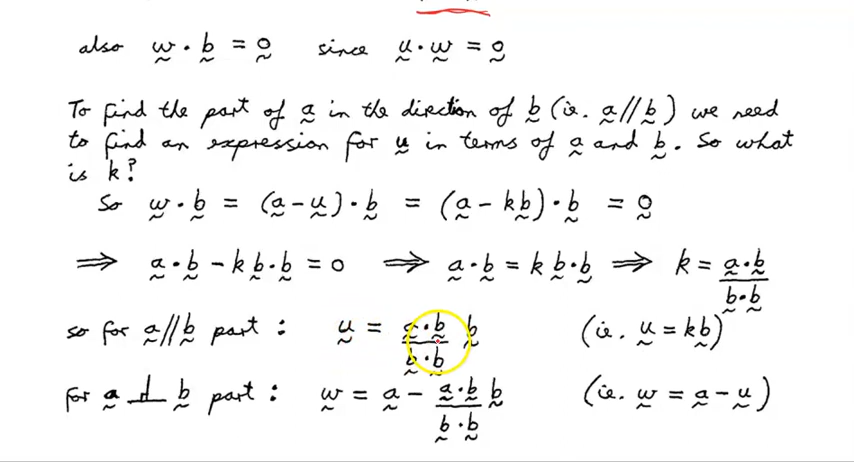 also w̰ · b̰ = 0̰ since ṵ · w̰ = 0̰
To find the part of a̰ in the direction of b̰ (ie. a̰//b̰) we need
to find an expression for ṵ in terms of a̰ and b̰. So what
is k?
So w̰ · b̰ = (a̰ - ṵ) · b̰ = (a̰ - kb̰) · b̰ = 0̰
⟹ a̰ · b̰ - k b̰ · b̰ = 0 ⟹ a̰ · b̰ = k b̰ · b̰ ⟹ k = a̰ · b̰ / b̰ · b̰
so for a̰//b̰ part : ṵ = a̰ · b̰ / b̰ · b̰ b̰ (ie. ṵ = kb̰)
for a̰ ⊥ b̰ part : w̰ = a̰ - a̰ · b̰ / b̰ · b̰ b̰ (ie. w̰ = a̰ - ṵ)